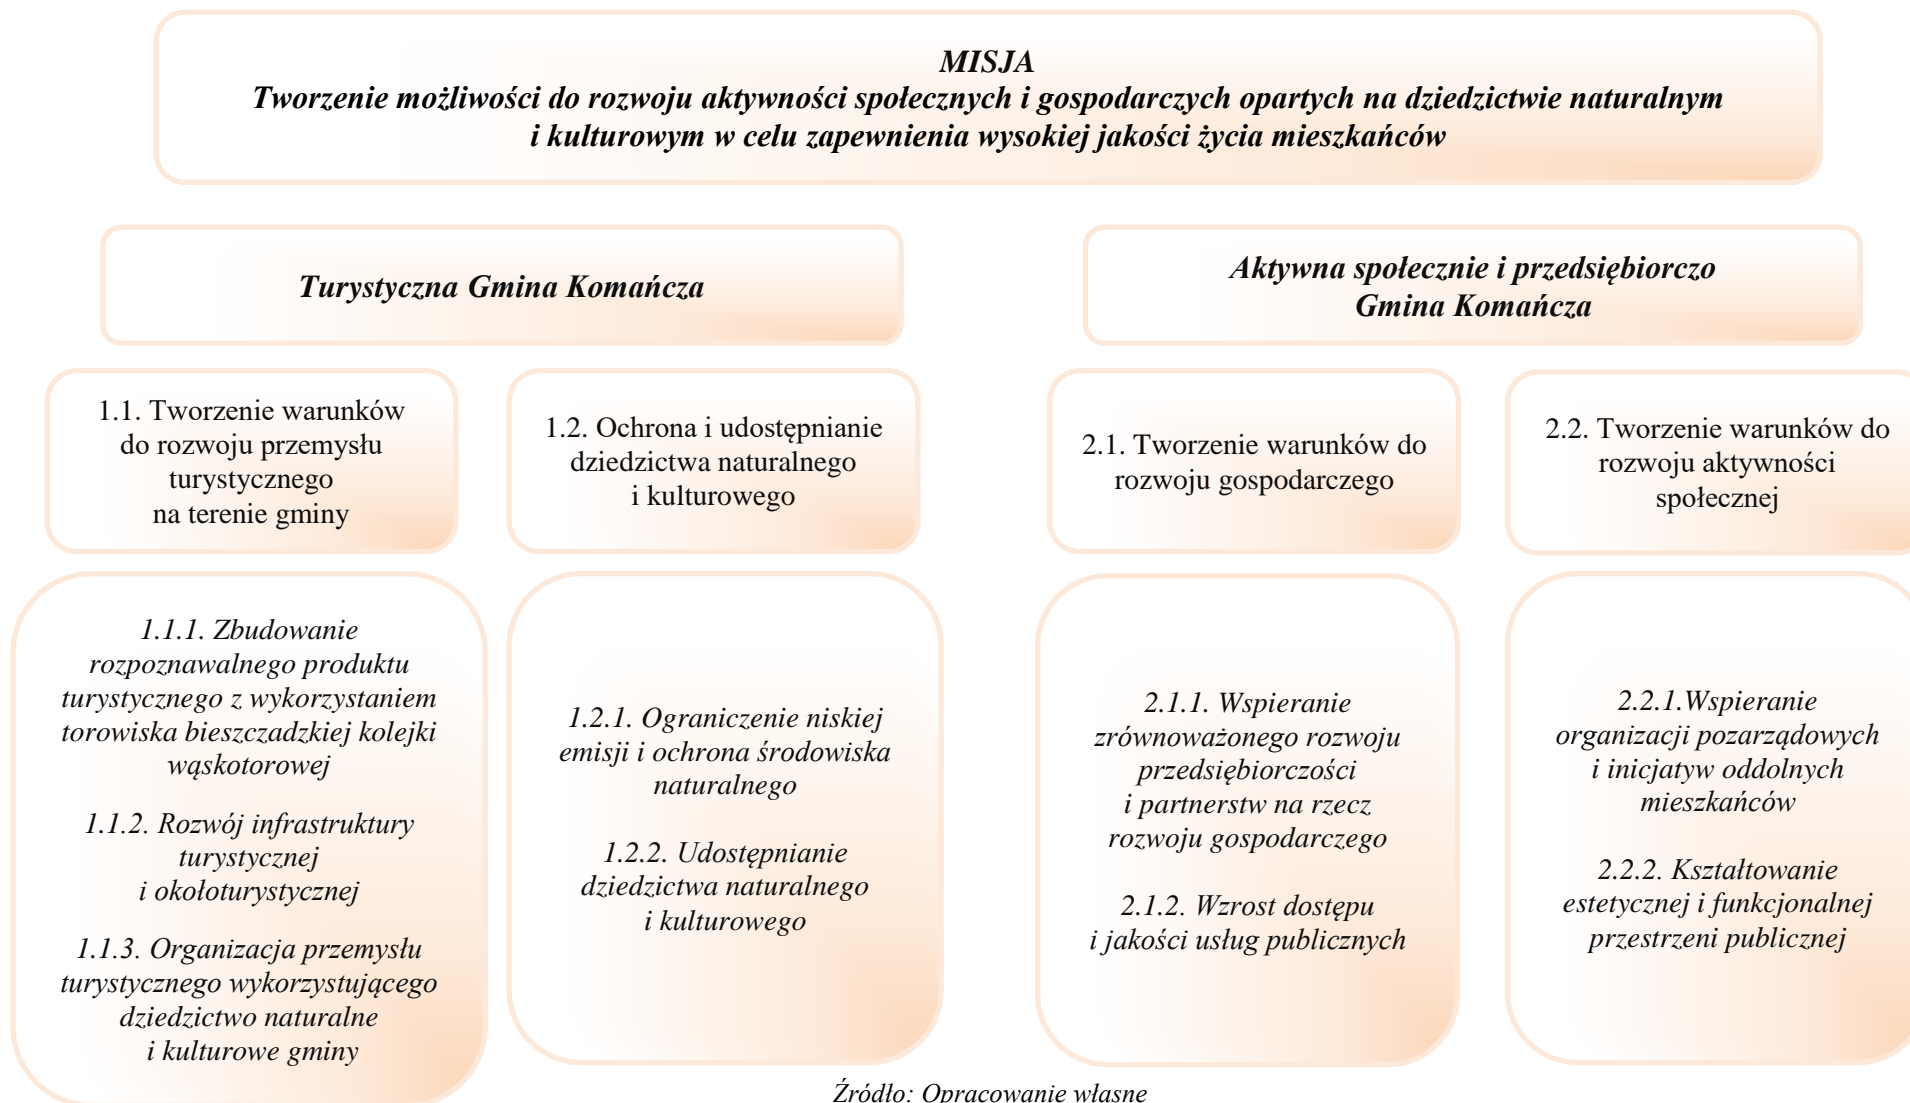 MISJA
Tworzenie możliwości do rozwoju aktywności społecznych i gospodarczych opartych na dziedzictwie naturalnym
i kulturowym w celu zapewnienia wysokiej jakości życia mieszkańców
Turystyczna Gmina Komańcza
Aktywna społecznie i przedsiębiorczo
Gmina Komańcza
1.1. Tworzenie warunków
do rozwoju przemysłu
turystycznego
na terenie gminy
1.2. Ochrona i udostępnianie
dziedzictwa naturalnego
i kulturowego
2.1. Tworzenie warunków do
rozwoju gospodarczego
2.2. Tworzenie warunków do
rozwoju aktywności
społecznej
1.1.1. Zbudowanie
rozpoznawalnego produktu
turystycznego z wykorzystaniem
torowiska bieszczadzkiej kolejki
wąskotorowej
1.1.2. Rozwój infrastruktury
turystycznej
i okołoturystycznej
1.1.3. Organizacja przemysłu
turystycznego wykorzystującego
dziedzictwo naturalne
i kulturowe gminy
1.2.1. Ograniczenie niskiej
emisji i ochrona środowiska
naturalnego
1.2.2. Udostępnianie
dziedzictwa naturalnego
i kulturowego
2.1.1. Wspieranie
zrównoważonego rozwoju
przedsiębiorczości
i partnerstw na rzecz
rozwoju gospodarczego
2.1.2. Wzrost dostępu
i jakości usług publicznych
2.2.1.Wspieranie
organizacji pozarządowych
i inicjatyw oddolnych
mieszkańców
2.2.2. Kształtowanie
estetycznej i funkcjonalnej
przestrzeni publicznej
Źródło: Opracowanie własne